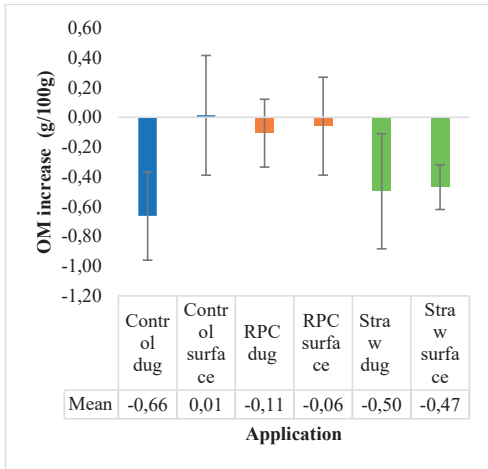 OM increase (g/100g)
0,60
0,40
0,20
0,00
-0,20
-0,40
-0,60
-0,80
-1,00
-1,20
Contr
ol dug
Contr
ol
surfa
ce
RPC
dug
RPC
surface
Stra
w
dug
Stra
w
surfa
ce
Mean -0,66 0,01 -0,11 -0,06 -0,50 -0,47
Application